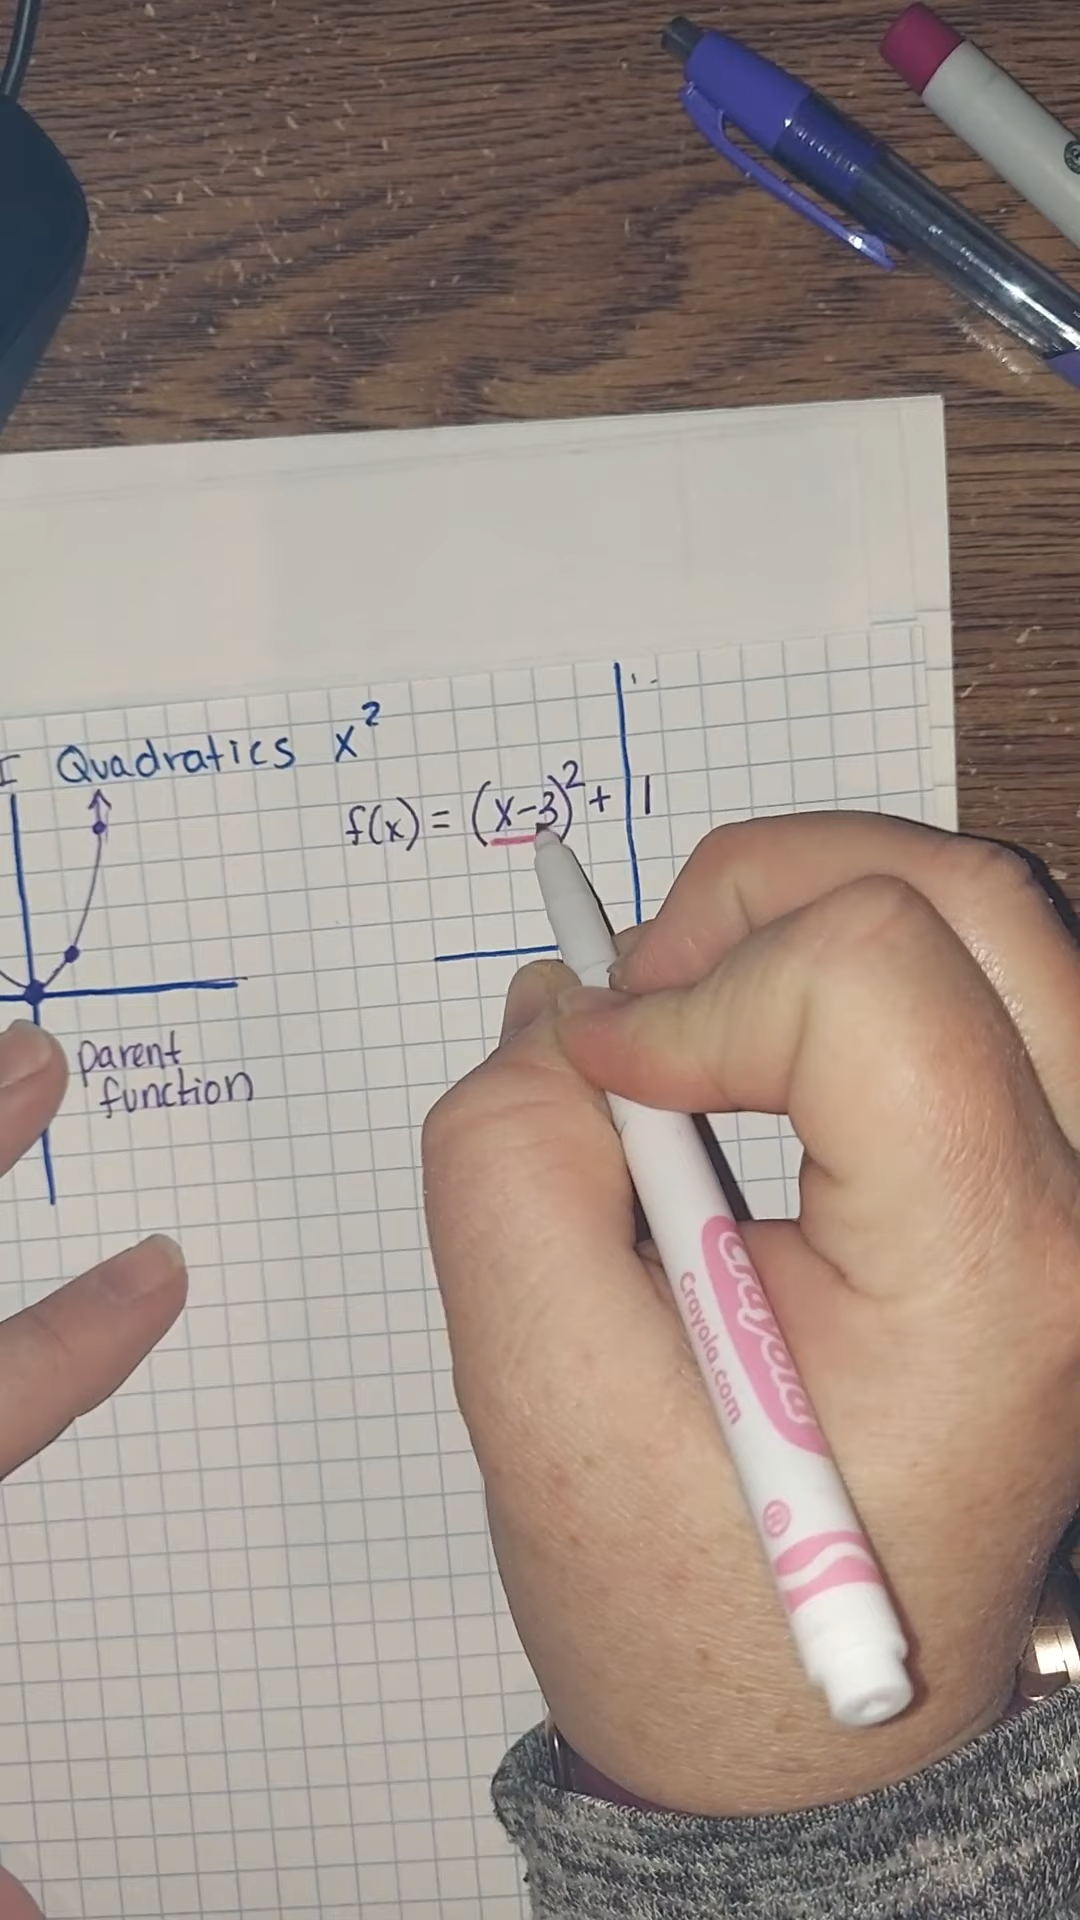 I Quadratics x²
f(x) = (x-3)² + 1
parent
function
Crayola
Crayola.com
®